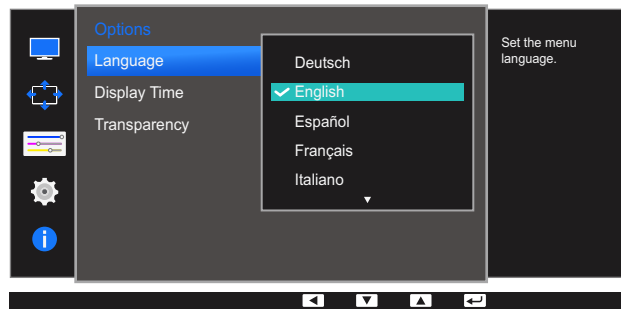 Options
Language
Display Time
Transparency
Deutsch
English
Español
Français
Italiano
Set the menu
language.